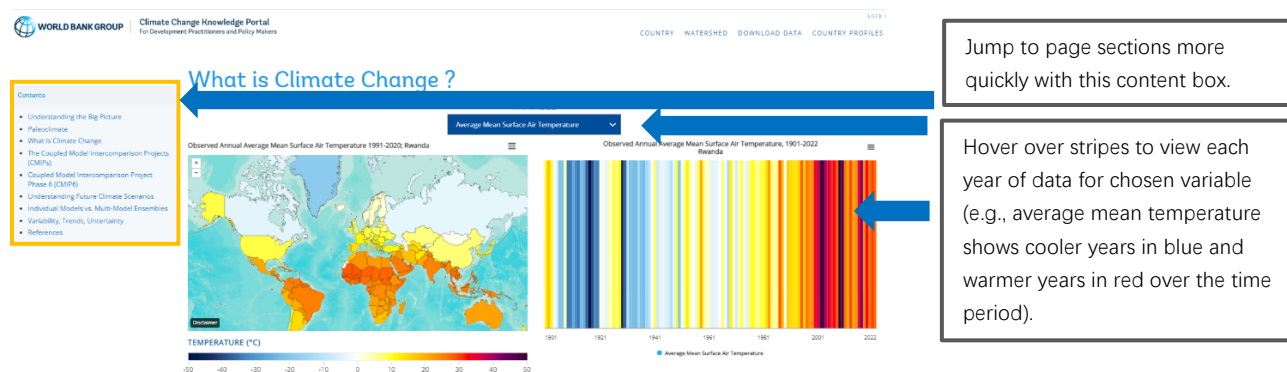 WORLD BANK GROUP
Climate Change Knowledge Portal
For Development Practitioners and Policy Makers
COUNTRY WATERSHED DOWNLOAD DATA COUNTRY PROFILES
What is Climate Change ?
Contents
Understanding the Big Picture
Paleoclimate
What is Climate Change
The Coupled Model Intercomparison Projects
(CMIPs)
Coupled Model Intercomparison Project
Phase 6 (CMIP6)
Understanding Future Climate Scenarios
Individual Models vs. Multi-Model Ensembles
Variability, Trends, Uncertainty
References
Average Mean Surface Air Temperature
Observed Annual Average Mean Surface Air Temperature 1991-2020; Rwanda
+
−
Disclaimer
TEMPERATURE (°C)
-50 -40 -30 -20 -10 0 10 20 30 40 50
Observed Annual Average Mean Surface Air Temperature, 1901-2022
Rwanda
1901 1921 1941 1961 1981 2001 2022
Average Mean Surface Air Temperature
Jump to page sections more
quickly with this content box.
Hover over stripes to view each
year of data for chosen variable
(e.g., average mean temperature
shows cooler years in blue and
warmer years in red over the time
period).